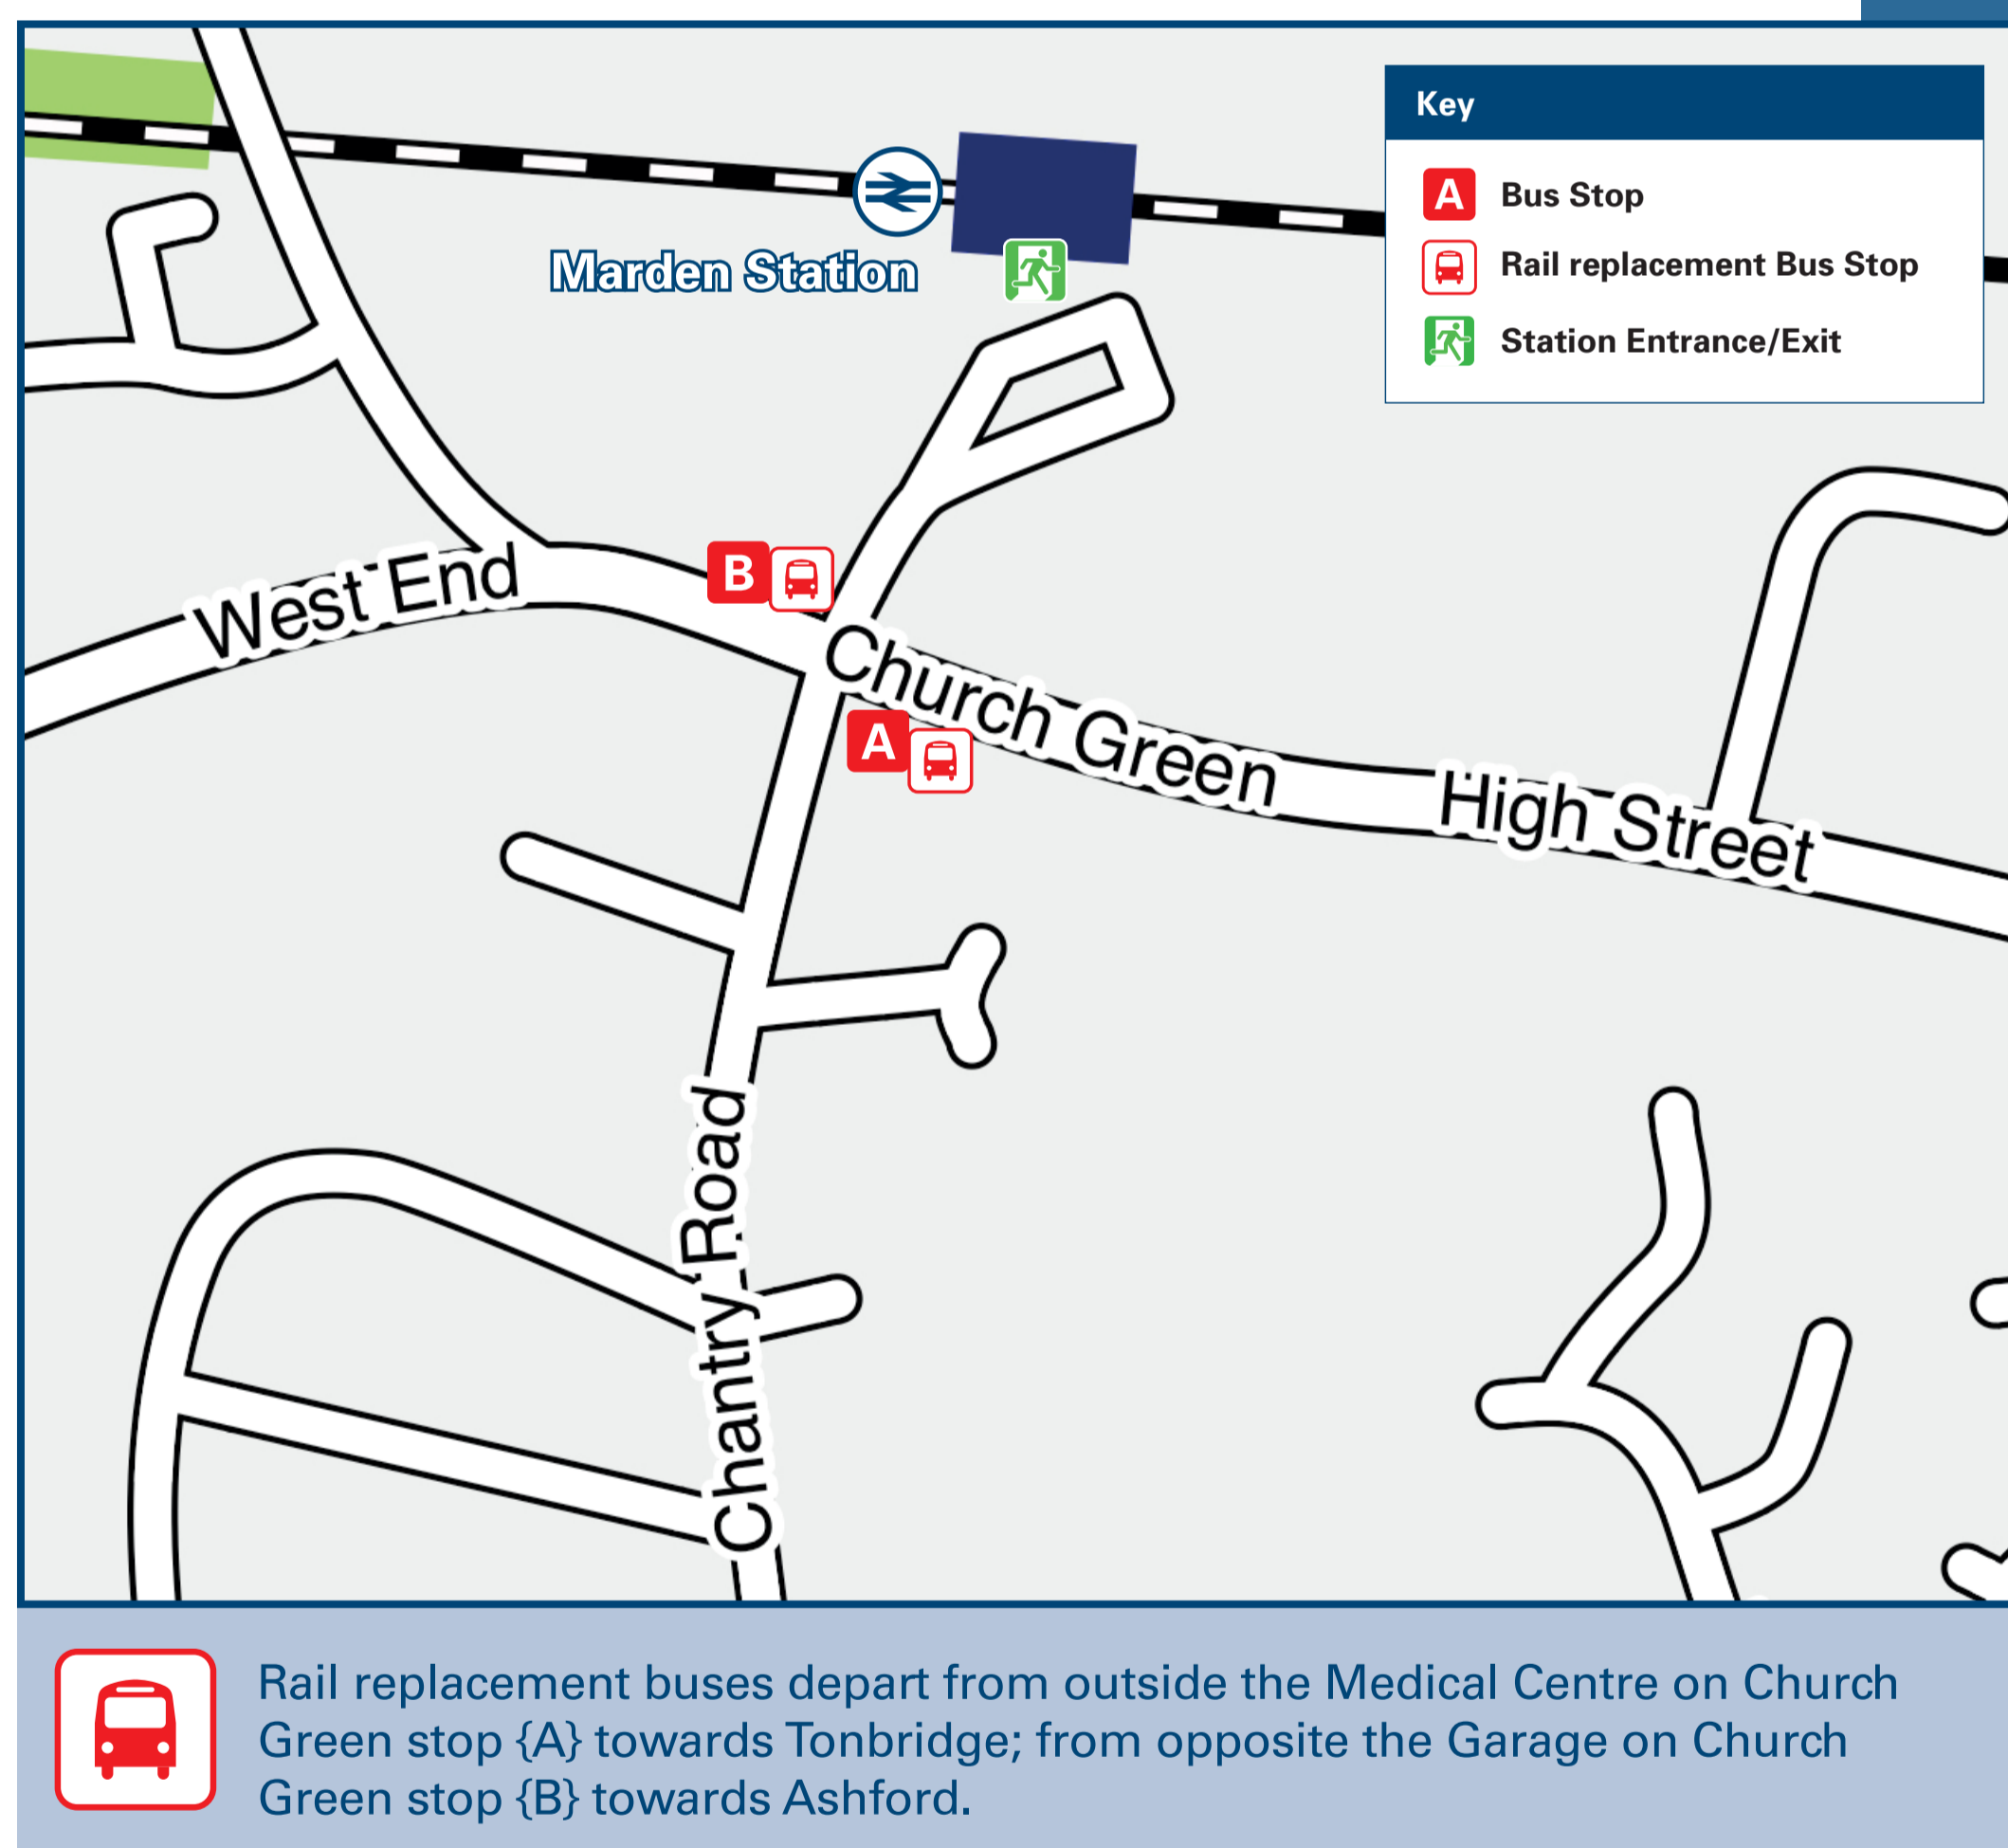 Key
A Bus Stop
Rail replacement Bus Stop
Station Entrance/Exit
Marden Station
West End
B
Church Green
A
High Street
Chantry Road
Rail replacement buses depart from outside the Medical Centre on Church
Green stop {A} towards Tonbridge; from opposite the Garage on Church
Green stop {B} towards Ashford.